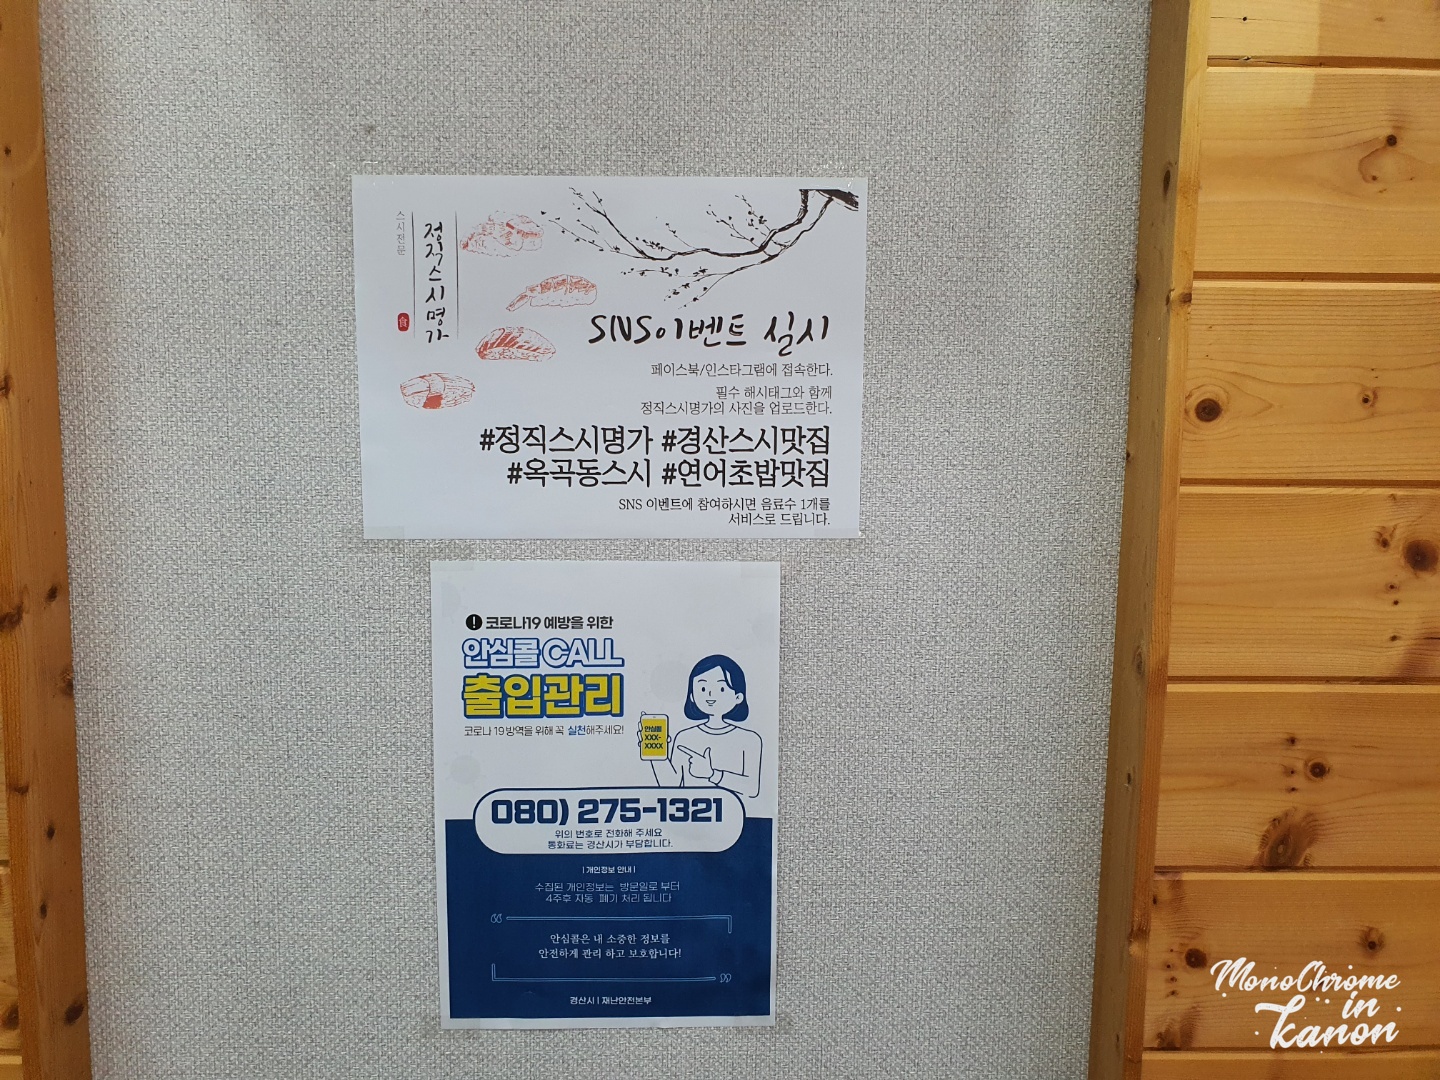 스시전문
정직스시명가
食
SNS이벤트 실시
페이스북/인스타그램에 접속한다.
필수 해시태그와 함께
정직스시명가의 사진을 업로드한다.
#정직스시명가 #경산스시맛집
#옥곡동스시 #연어초밥맛집
SNS 이벤트에 참여하시면 음료수 1개를
서비스로 드립니다.
! 코로나19 예방을 위한
안심콜 CALL
출입관리
코로나 19 방역을 위해 꼭 실천해주세요!
안심콜
XXX-
XXXX
080) 275-1321
위의 번호로 전화해 주세요
통화료는 경산시가 부담합니다.
| 개인정보 안내 |
수집된 개인정보는 방문일로 부터
4주후 자동 폐기 처리 됩니다
안심콜은 내 소중한 정보를
안전하게 관리 하고 보호합니다!
경산시 | 재난안전본부
MonoChrome
in
Kanon